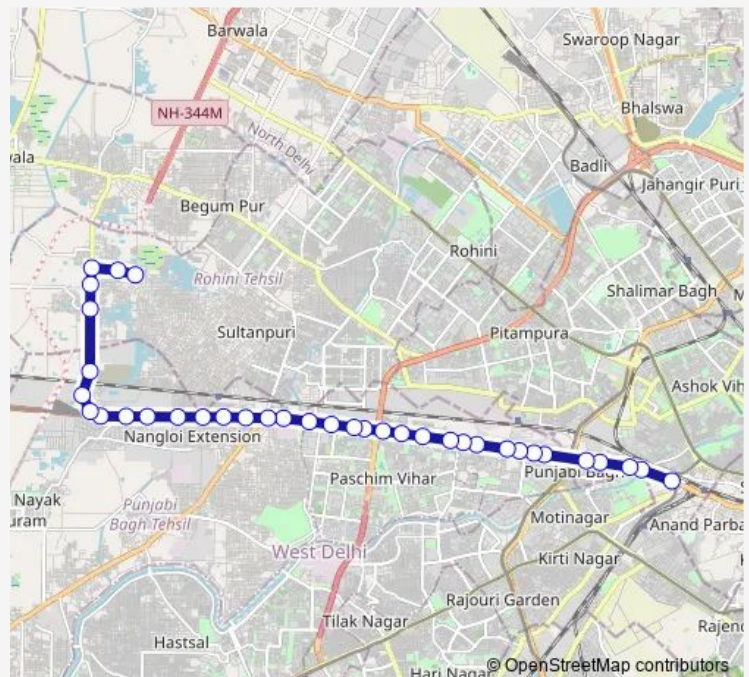 Barwala
Swaroop Nagar
NH-344M
Bhalswa
North Delhi
wala
Badli
Jahangir Puri
Begum Pur
Rohini
Rohini Tehsil
Shalimar Bagh
Sultanpuri
Pitampura
Ashok Vih
Nangloi Extension
Paschim Vihar
Punjabi Bagh
Nayak
uram
Punjabi
Bagh Tehsil
Motinagar
Anand Parba
West Delhi
Kirti Nagar
Rajouri Garden
Tilak Nagar
Rajen
Hastsal
Hari Nagar
© OpenStreetMap contributors